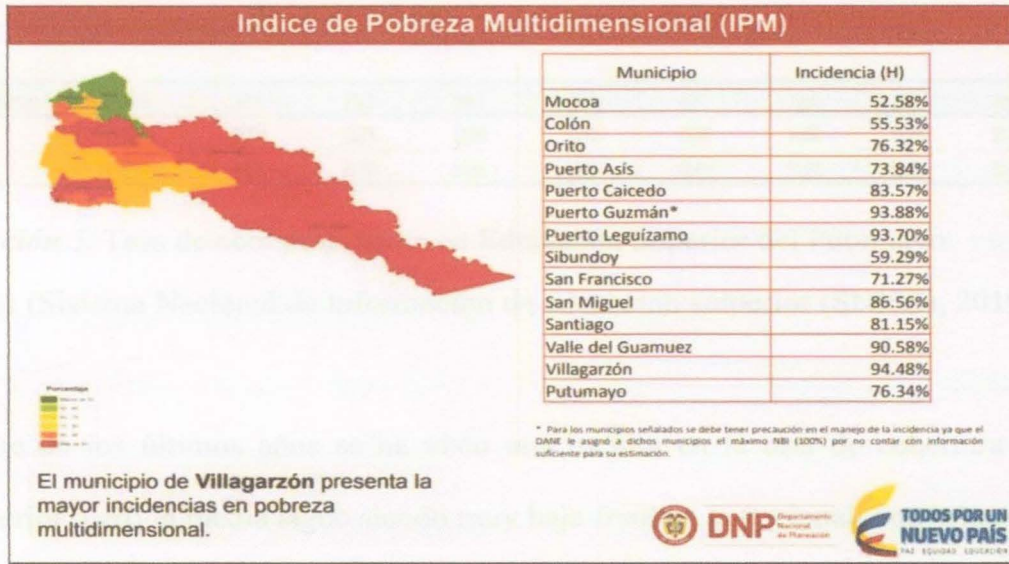 Indice de Pobreza Multidimensional (IPM)
Municipio Incidencia (H)
Mocoa 52.58%
Colón 55.53%
Orito 76.32%
Puerto Asís 73.84%
Puerto Caicedo 83.57%
Puerto Guzmán* 93.88%
Puerto Leguízamo 93.70%
Sibundoy 59.29%
San Francisco 71.27%
San Miguel 86.56%
Santiago 81.15%
Valle del Guamuez 90.58%
Villagarzón 94.48%
Putumayo 76.34%
* Para los municipios señalados se debe tener precaución en el manejo de la incidencia ya que el
DANE le asignó a dichos municipios el máximo NBI (100%) por no contar con información
suficiente para su estimación.
Porcentaje
El municipio de Villagarzón presenta la
mayor incidencias en pobreza
multidimensional.
DNP Departamento
Nacional
de Planeación
TODOS POR UN
NUEVO PAÍS
PAZ EQUIDAD EDUCACIÓN